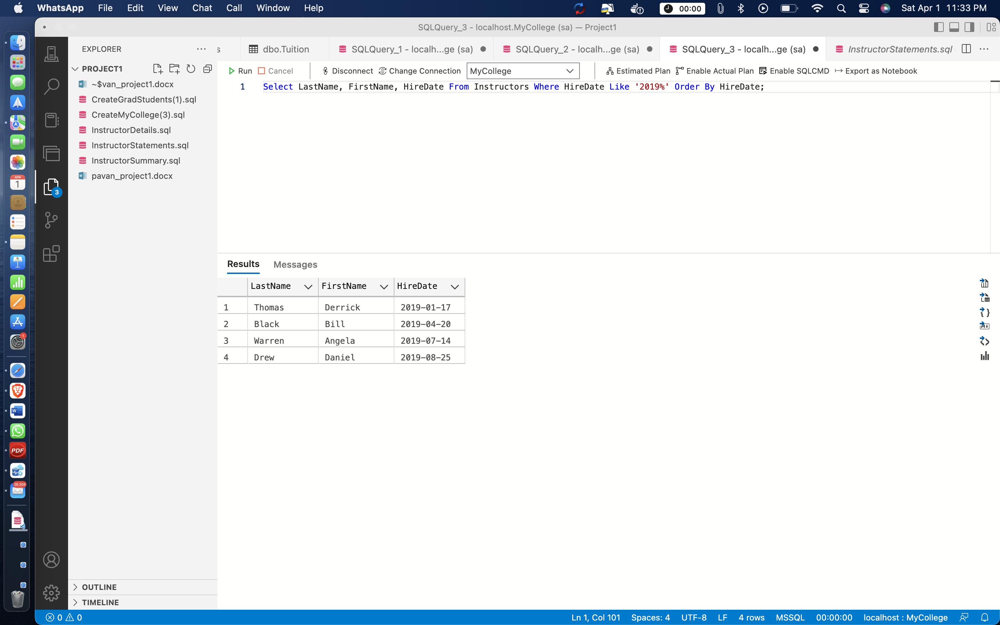 WhatsApp File Edit View Chat Call Window Help 00:00 Sat Apr 1 11:33 PM
SQLQuery_3 - localhost.MyCollege (sa) — Project1
EXPLORER
s dbo.Tuition SQLQuery_1 - localh...ge (sa) SQLQuery_2 - localh...ge (sa) SQLQuery_3 - localh...ge (sa) InstructorStatements.sql
PROJECT1
Run Cancel Disconnect Change Connection MyCollege Estimated Plan Enable Actual Plan Enable SQLCMD Export as Notebook
~$van_project1.docx
CreateGradStudents(1).sql
CreateMyCollege(3).sql
InstructorDetails.sql
InstructorStatements.sql
InstructorSummary.sql
pavan_project1.docx
1 Select LastName, FirstName, HireDate From Instructors Where HireDate Like '2019%' Order By HireDate;
APR
1
3
1
W
PDF
26,304
Results Messages
LastName FirstName HireDate
1 Thomas Derrick 2019-01-17
2 Black Bill 2019-04-20
3 Warren Angela 2019-07-14
4 Drew Daniel 2019-08-25
OUTLINE
TIMELINE
0 0 Ln 1, Col 101 Spaces: 4 UTF-8 LF 4 rows MSSQL 00:00:00 localhost : MyCollege